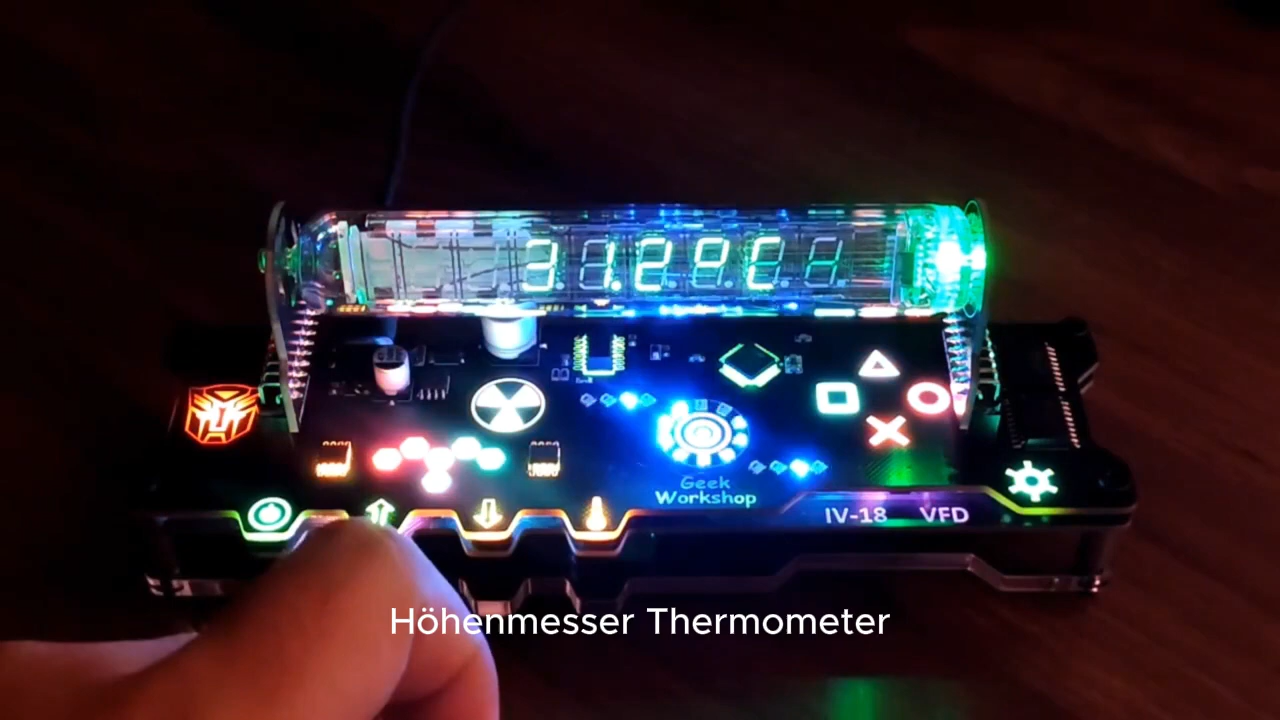 31.2°C
Geek
Workshop
IV-18 VFD
Höhenmesser Thermometer